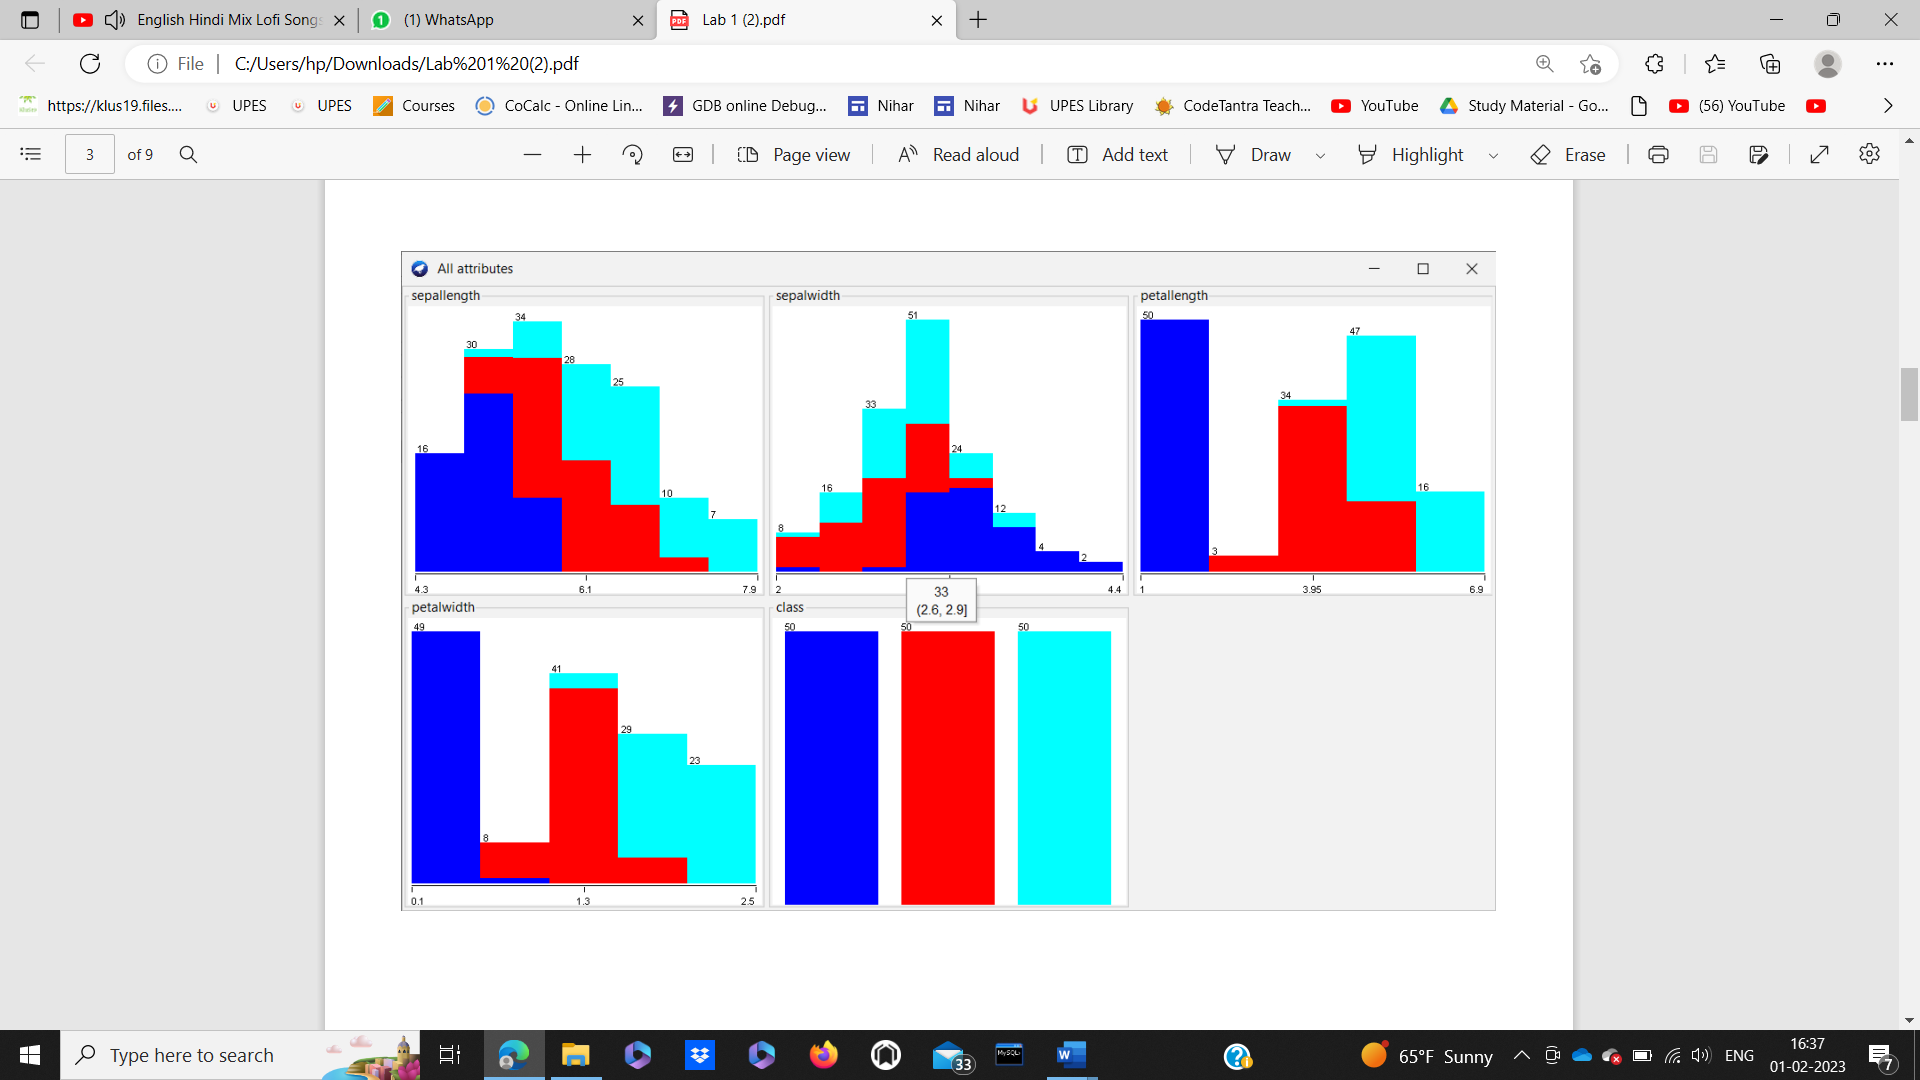 English Hindi Mix Lofi Songs
(1) WhatsApp
Lab 1 (2).pdf
File
C:/Users/hp/Downloads/Lab%201%20(2).pdf
https://klus19.files....
UPES
UPES
Courses
CoCalc - Online Lin...
GDB online Debug...
Nihar
Nihar
UPES Library
CodeTantra Teach...
YouTube
Study Material - Go...
(56) YouTube
3
of 9
Page view
Read aloud
Add text
Draw
Highlight
Erase
All attributes
sepallength
34
30
28
25
16
10
7
4.3
6.1
7.9
sepalwidth
51
33
24
16
12
8
4
2
2
4.4
33
(2.6, 2.9]
petallength
50
47
34
16
3
1
3.95
6.9
petalwidth
49
41
29
23
8
0.1
1.3
2.5
class
50
50
50
Type here to search
33
65°F Sunny
ENG
16:37
01-02-2023
7